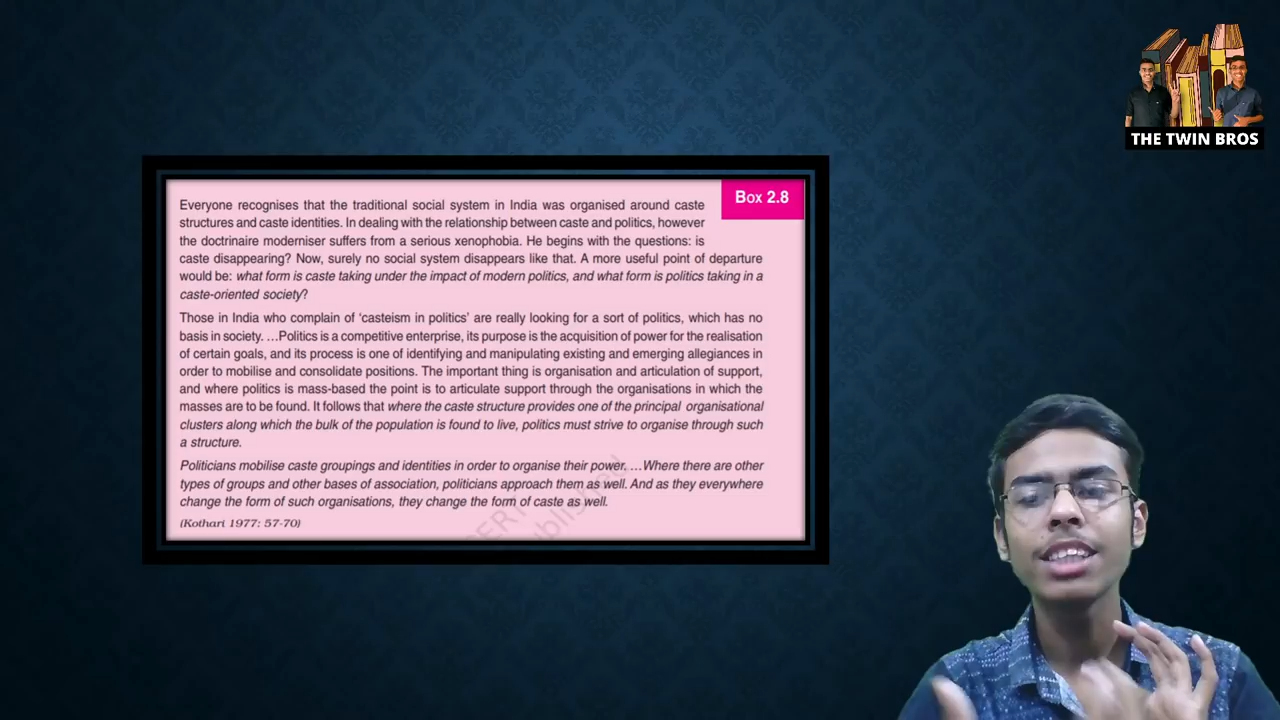 THE TWIN BROS
Box 2.8
Everyone recognises that the traditional social system in India was organised around caste
structures and caste identities. In dealing with the relationship between caste and politics, however
the doctrinaire moderniser suffers from a serious xenophobia. He begins with the questions: is
caste disappearing? Now, surely no social system disappears like that. A more useful point of departure
would be: what form is caste taking under the impact of modern politics, and what form is politics taking in a
caste-oriented society?
Those in India who complain of ‘casteism in politics’ are really looking for a sort of politics, which has no
basis in society. …Politics is a competitive enterprise, its purpose is the acquisition of power for the realisation
of certain goals, and its process is one of identifying and manipulating existing and emerging allegiances in
order to mobilise and consolidate positions. The important thing is organisation and articulation of support,
and where politics is mass-based the point is to articulate support through the organisations in which the
masses are to be found. It follows that where the caste structure provides one of the principal organisational
clusters along which the bulk of the population is found to live, politics must strive to organise through such
a structure.
Politicians mobilise caste groupings and identities in order to organise their power. …Where there are other
types of groups and other bases of association, politicians approach them as well. And as they everywhere
change the form of such organisations, they change the form of caste as well.
(Kothari 1977: 57-70)